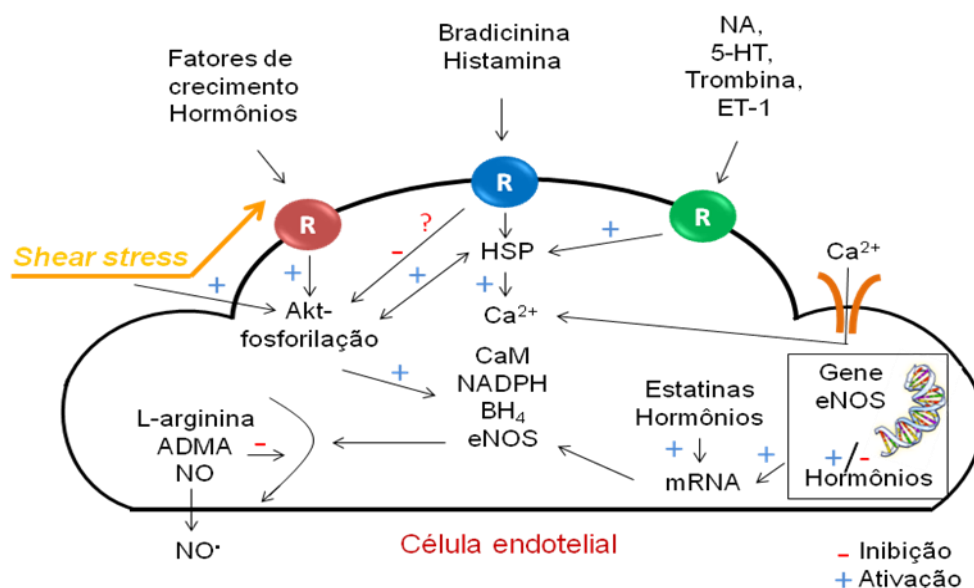 Fatores de
crecimento
Hormônios
Bradicinina
Histamina
NA,
5-HT,
Trombina,
ET-1
R
R
R
Shear stress
?
-
+
+
+
+
+
HSP
Ca²⁺
Akt-
fosforilação
Ca²⁺
+
CaM
NADPH
BH₄
eNOS
L-arginina
ADMA
NO
-
NO•
Estatinas
Hormônios
+
mRNA
+
Gene
eNOS
+/-
Hormônios
Célula endotelial
- Inibição
+ Ativação